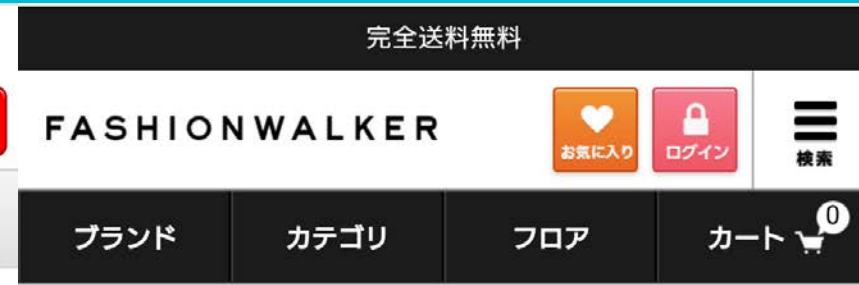 完全送料無料
FASHIONWALKER
お気に入り
ログイン
検索
ブランド
カテゴリ
フロア
カート
0